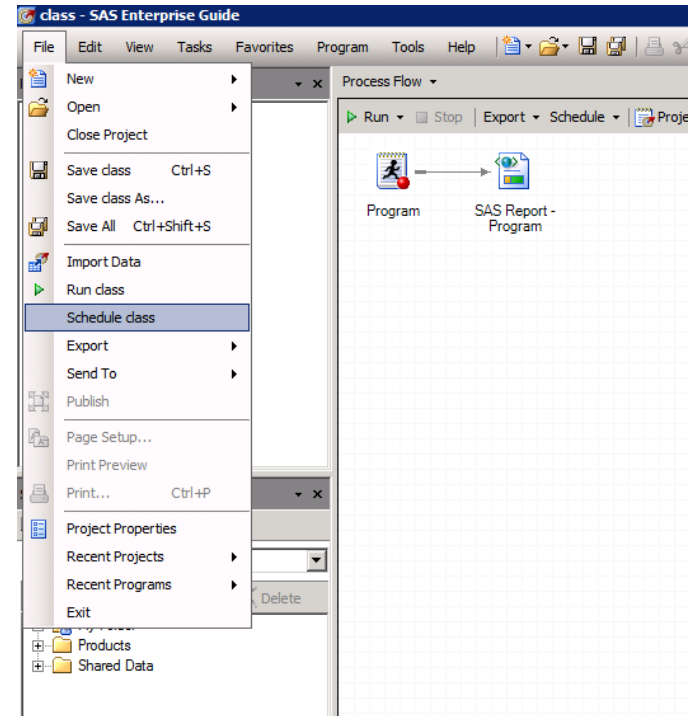 class - SAS Enterprise Guide
File Edit View Tasks Favorites Program Tools Help
New
Open
Close Project
Save class Ctrl+S
Save class As...
Save All Ctrl+Shift+S
Import Data
Run class
Schedule class
Export
Send To
Publish
Page Setup...
Print Preview
Print... Ctrl+P
Project Properties
Recent Projects
Recent Programs
Exit
Process Flow
Run Stop Export Schedule
Program
SAS Report -
Program
Delete
Products
Shared Data